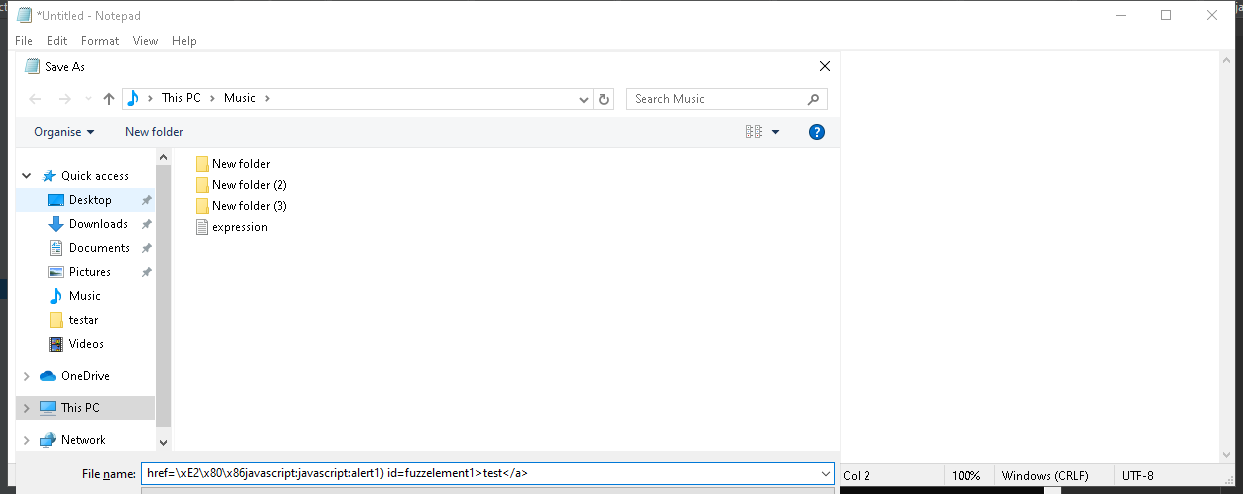 *Untitled - Notepad
File Edit Format View Help
Save As
This PC Music
Search Music
Organise New folder
Quick access
Desktop
Downloads
Documents
Pictures
Music
testar
Videos
OneDrive
This PC
Network
New folder
New folder (2)
New folder (3)
expression
File name: href=\xE2\x80\x86javascript:javascript:alert1) id=fuzzelement1>test</a>
Col 2 100% Windows (CRLF) UTF-8